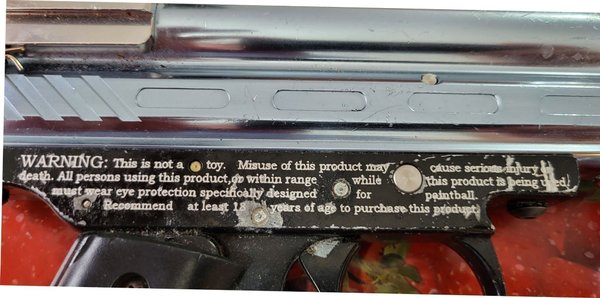 WARNING: This is not a toy. Misuse of this product may cause serious injury or
death. All persons using this product or within range while this product is being used,
must wear eye protection specifically designed for paintball.
Recommend at least 18 years of age to purchase this product